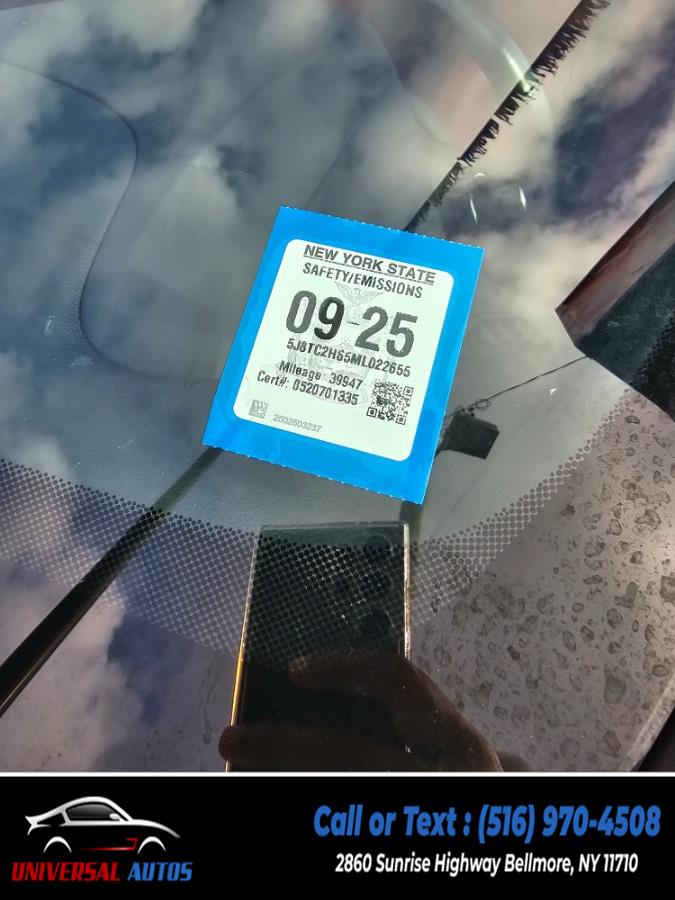 NEW YORK STATE
SAFETY/EMISSIONS
09-25
5J8TC2H65ML022655
Mileage: 39947
Cert#: 0520701335
2502503237
Call or Text : (516) 970-4508
UNIVERSAL AUTOS
2860 Sunrise Highway Bellmore, NY 11710